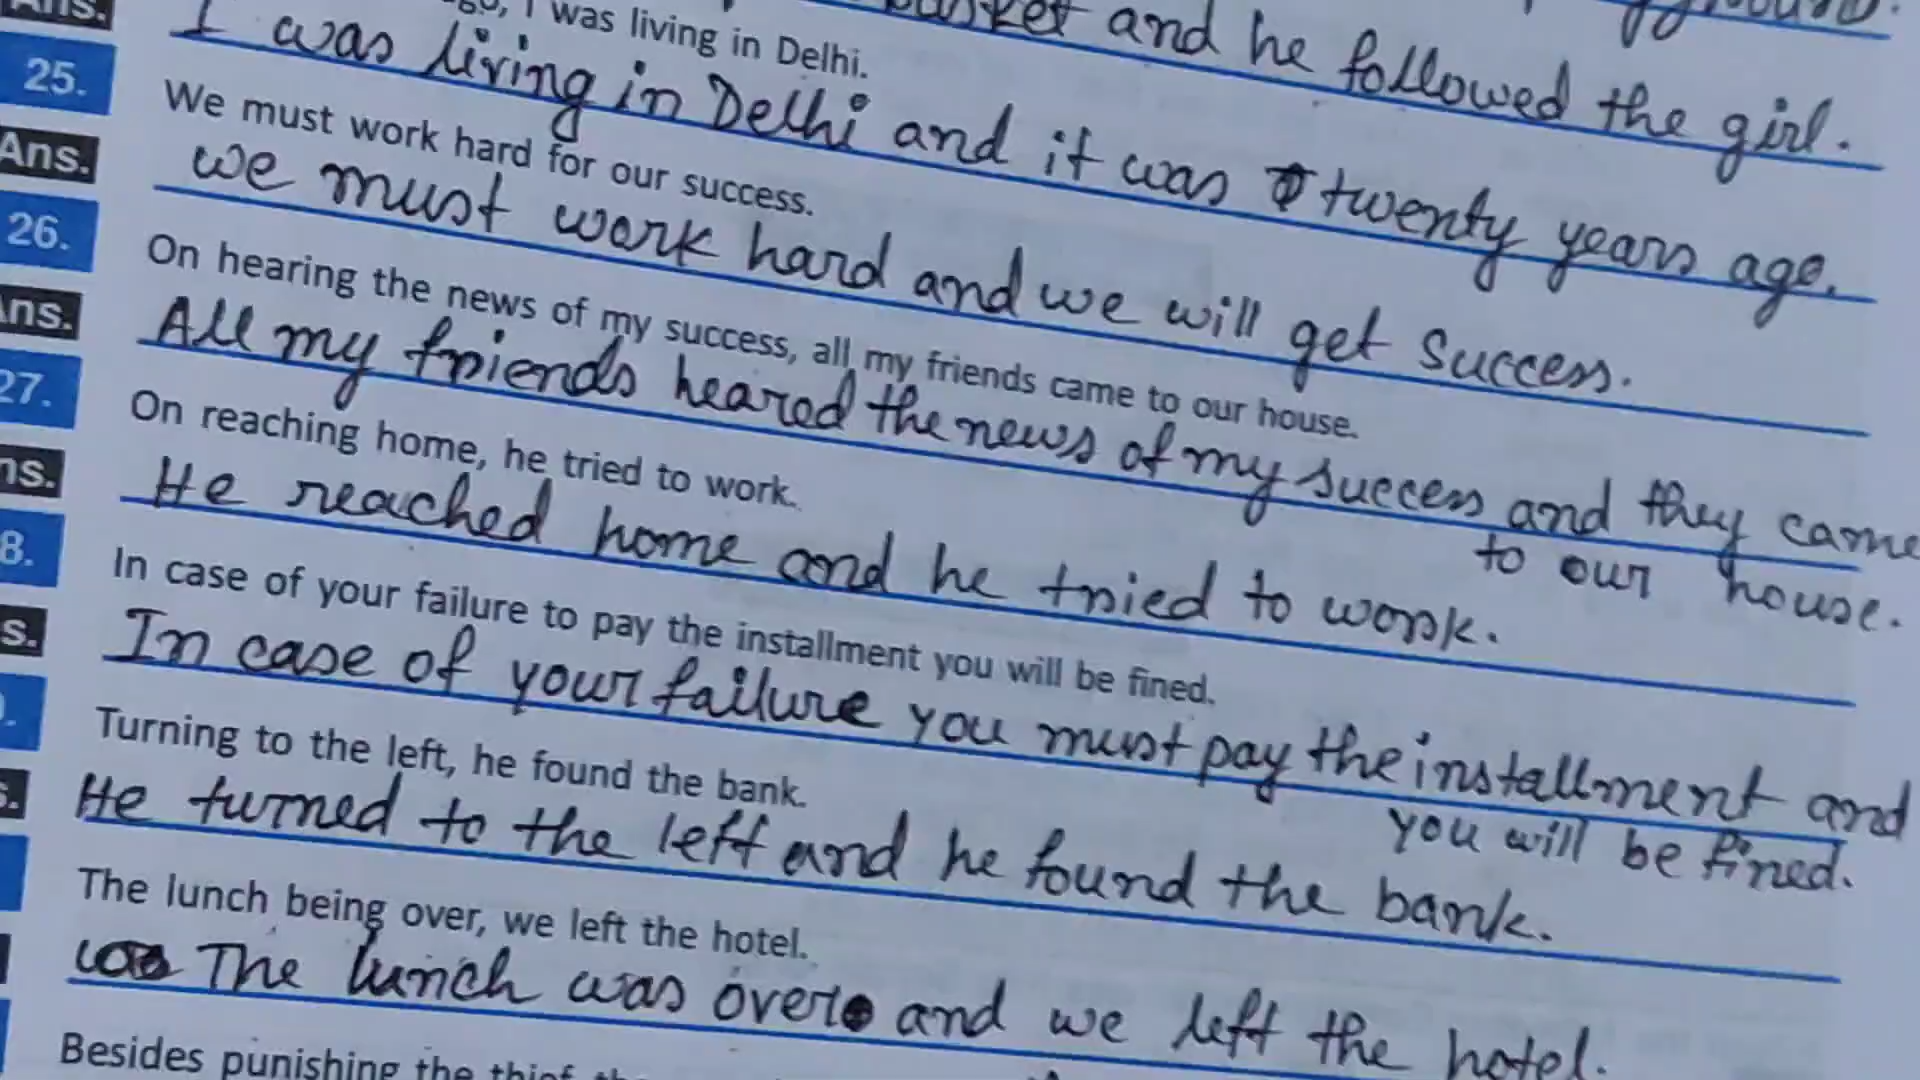 basket and he followed the girl.
ago, I was living in Delhi.
I was living in Delhi and it was twenty years ago.
25. We must work hard for our success.
Ans. we must work hard and we will get success.
26. On hearing the news of my success, all my friends came to our house.
Ans. All my friends heared the news of my success and they came
to our house.
27. On reaching home, he tried to work.
ns. He reached home and he tried to work.
8. In case of your failure to pay the installment you will be fined.
s. In case of your failure you must pay the installment and
you will be fined.
Turning to the left, he found the bank.
He turned to the left and he found the bank.
The lunch being over, we left the hotel.
The lunch was over and we left the hotel.
Besides punishing the thief